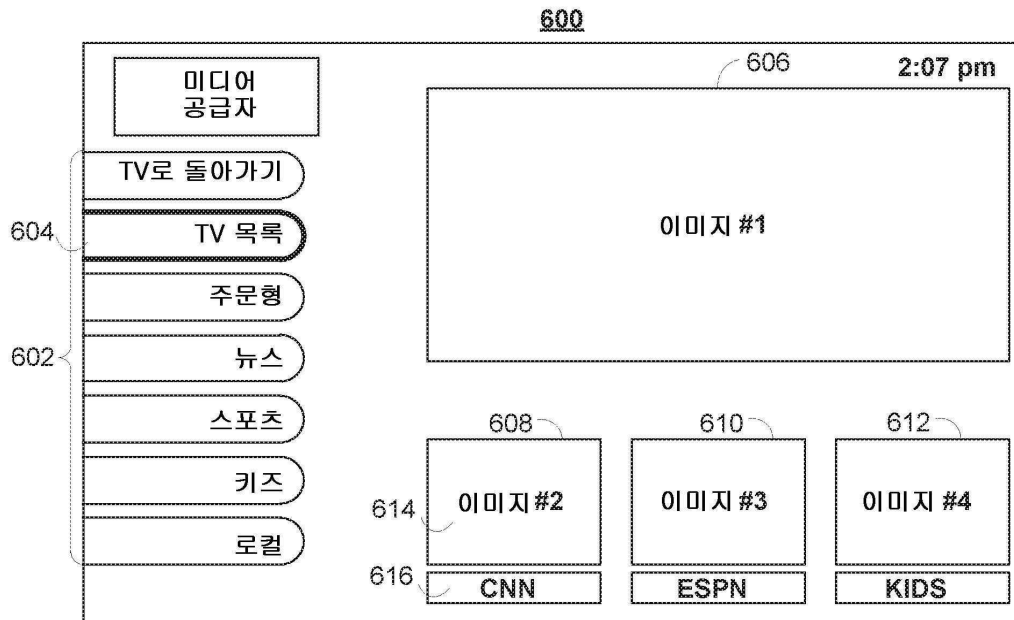 600
606
2:07 pm
미디어
공급자
TV로 돌아가기
604
TV 목록
이미지 #1
주문형
602
뉴스
스포츠
키즈
로컬
608
610
612
614
이미지 #2
이미지 #3
이미지 #4
616
CNN
ESPN
KIDS